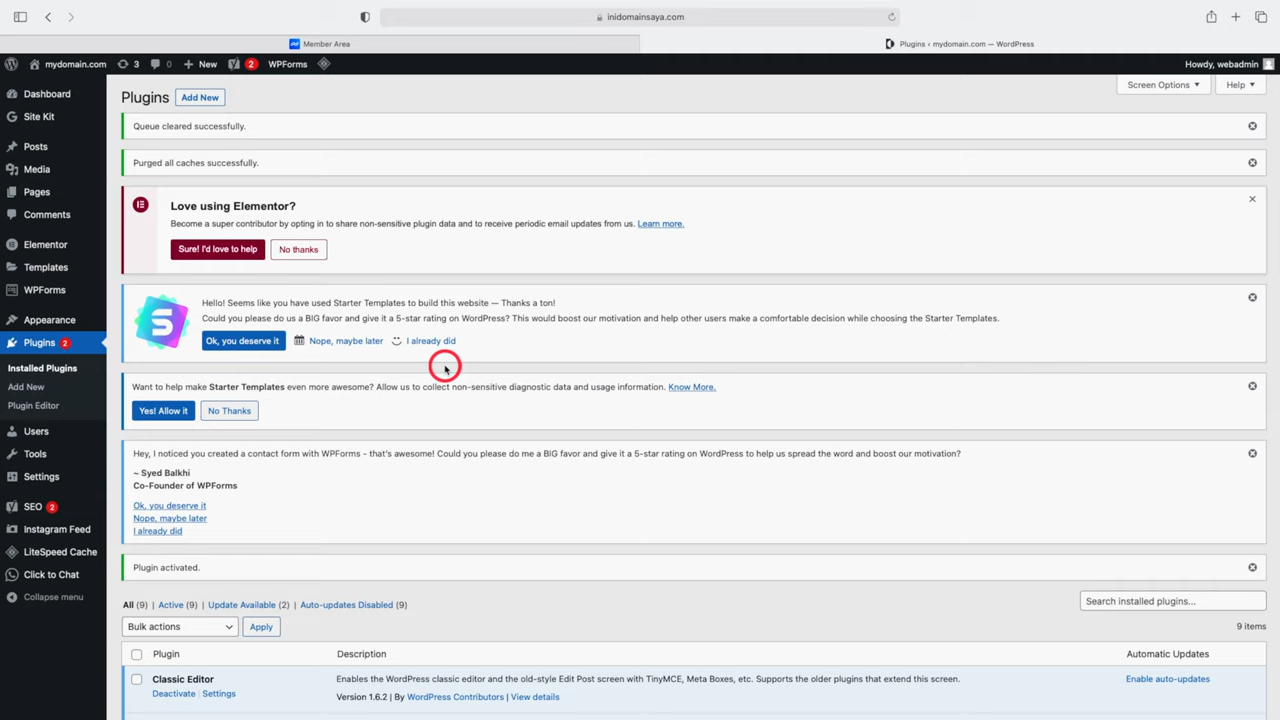 inidomainsaya.com
Member Area
Plugins < mydomain.com — WordPress
mydomain.com
3
0
New
2
WPForms
Howdy, webadmin
Dashboard
Site Kit
Posts
Media
Pages
Comments
Elementor
Templates
WPForms
Appearance
Plugins 2
Installed Plugins
Add New
Plugin Editor
Users
Tools
Settings
SEO 2
Instagram Feed
LiteSpeed Cache
Click to Chat
Collapse menu
Plugins
Add New
Screen Options
Help
Queue cleared successfully.
Purged all caches successfully.
Love using Elementor?
Become a super contributor by opting in to share non-sensitive plugin data and to receive periodic email updates from us. Learn more.
Sure! I'd love to help
No thanks
Hello! Seems like you have used Starter Templates to build this website — Thanks a ton!
Could you please do us a BIG favor and give it a 5-star rating on WordPress? This would boost our motivation and help other users make a comfortable decision while choosing the Starter Templates.
Ok, you deserve it
Nope, maybe later
I already did
Want to help make Starter Templates even more awesome? Allow us to collect non-sensitive diagnostic data and usage information. Know More.
Yes! Allow it
No Thanks
Hey, I noticed you created a contact form with WPForms - that's awesome! Could you please do me a BIG favor and give it a 5-star rating on WordPress to help us spread the word and boost our motivation?
~ Syed Balkhi
Co-Founder of WPForms
Ok, you deserve it
Nope, maybe later
I already did
Plugin activated.
All (9) | Active (9) | Update Available (2) | Auto-updates Disabled (9)
Search installed plugins...
Bulk actions
Apply
9 items
Plugin
Description
Automatic Updates
Classic Editor
Enables the WordPress classic editor and the old-style Edit Post screen with TinyMCE, Meta Boxes, etc. Supports the older plugins that extend this screen.
Enable auto-updates
Deactivate | Settings
Version 1.6.2 | By WordPress Contributors | View details